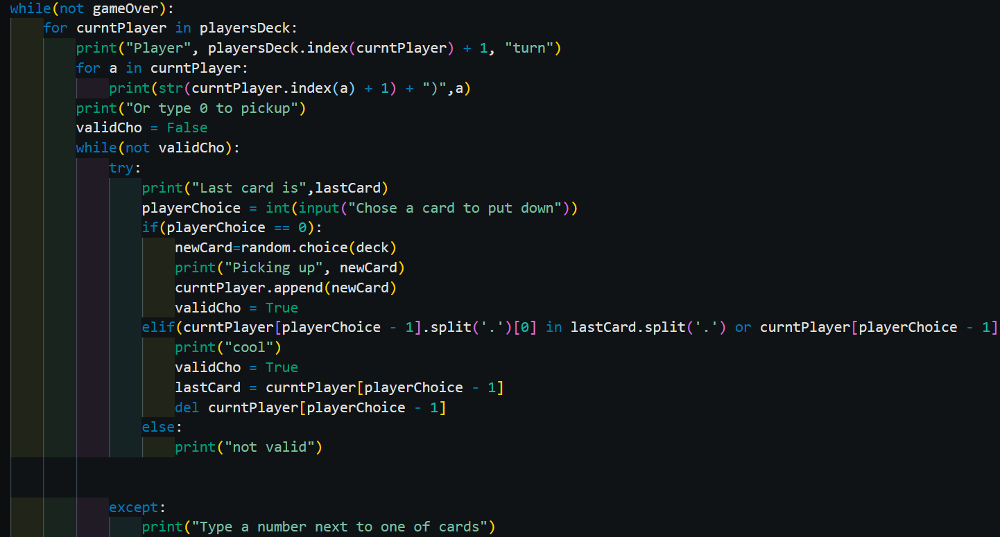 while(not gameOver):
    for curntPlayer in playersDeck:
        print("Player", playersDeck.index(curntPlayer) + 1, "turn")
        for a in curntPlayer:
            print(str(curntPlayer.index(a) + 1) + ")",a)
        print("Or type 0 to pickup")
        validCho = False
        while(not validCho):
            try:
                print("Last card is",lastCard)
                playerChoice = int(input("Chose a card to put down"))
                if(playerChoice == 0):
                    newCard=random.choice(deck)
                    print("Picking up", newCard)
                    curntPlayer.append(newCard)
                    validCho = True
                elif(curntPlayer[playerChoice - 1].split('.')[0] in lastCard.split('.') or curntPlayer[playerChoice - 1]
                    print("cool")
                    validCho = True
                    lastCard = curntPlayer[playerChoice - 1]
                    del curntPlayer[playerChoice - 1]
                else:
                    print("not valid")
            except:
                print("Type a number next to one of cards")